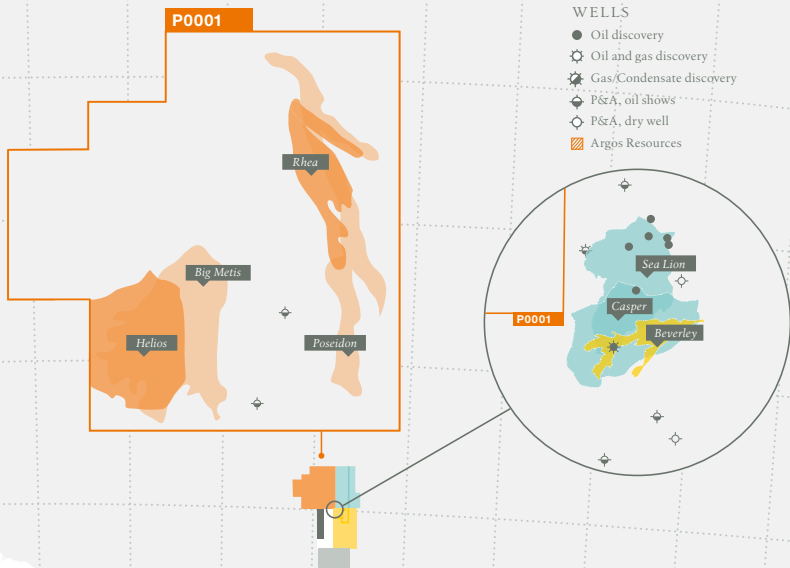 P0001
WELLS
Oil discovery
Oil and gas discovery
Gas/Condensate discovery
P&A, oil shows
P&A, dry well
Argos Resources
Rhea
Big Metis
Helios
Poseidon
Sea Lion
Casper
P0001
Beverley